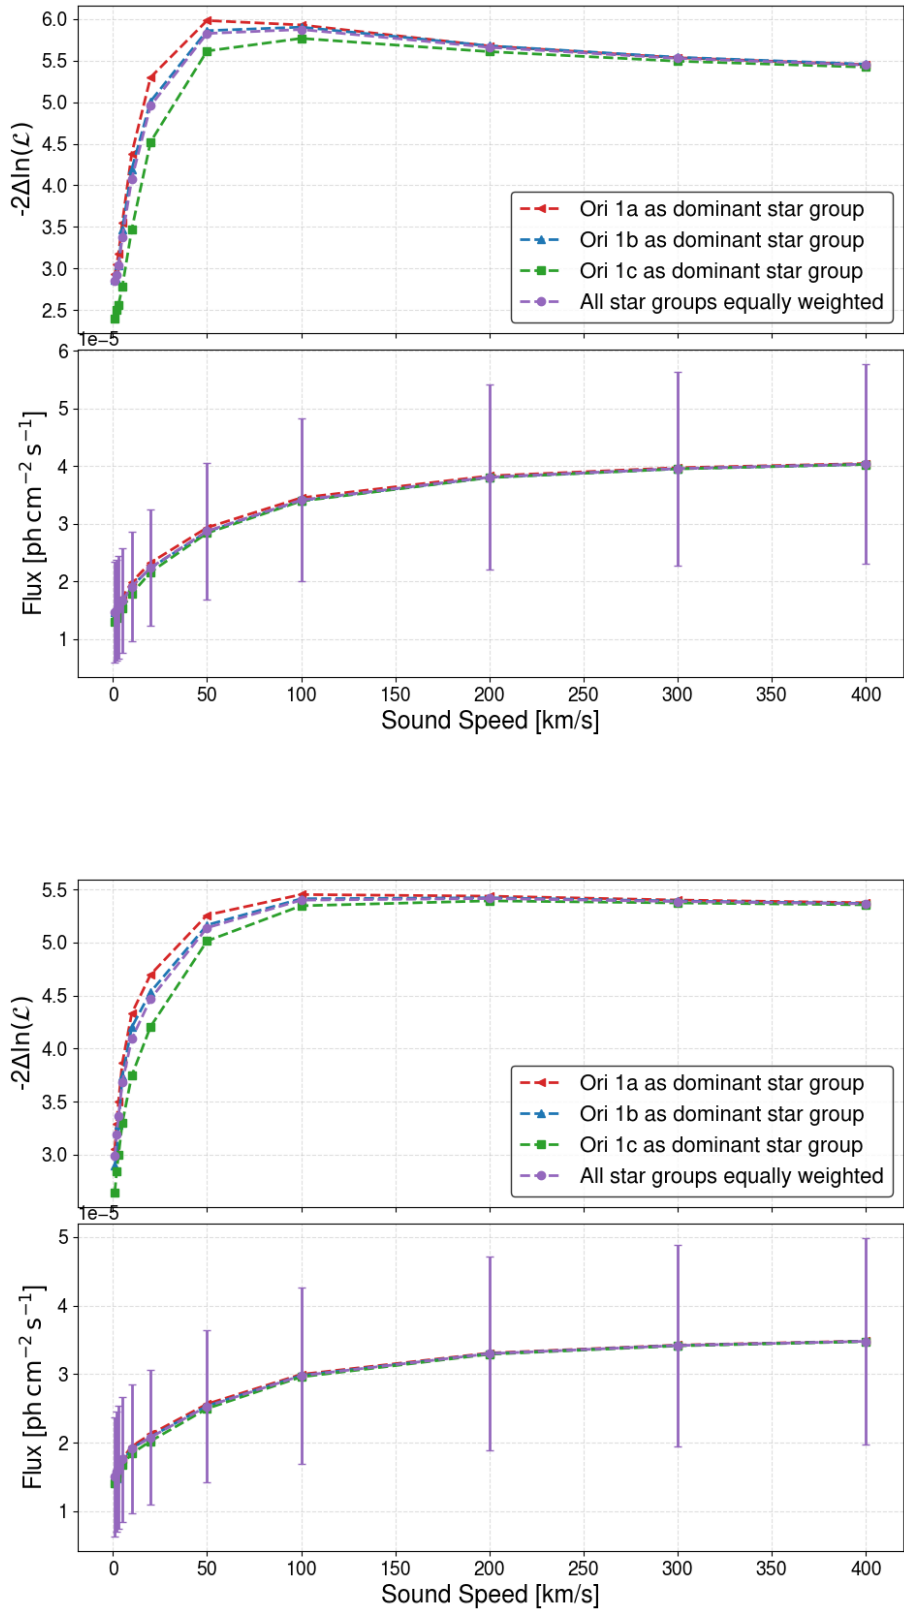 6.0
5.5
5.0
4.5
4.0
3.5
3.0
2.5
-2Δln(ℒ)
Ori 1a as dominant star group
Ori 1b as dominant star group
Ori 1c as dominant star group
All star groups equally weighted
1e−5
6
5
4
3
2
1
Flux [ph cm⁻² s⁻¹]
0 50 100 150 200 250 300 350 400
Sound Speed [km/s]
5.5
5.0
4.5
4.0
3.5
3.0
-2Δln(ℒ)
Ori 1a as dominant star group
Ori 1b as dominant star group
Ori 1c as dominant star group
All star groups equally weighted
1e−5
5
4
3
2
1
Flux [ph cm⁻² s⁻¹]
0 50 100 150 200 250 300 350 400
Sound Speed [km/s]